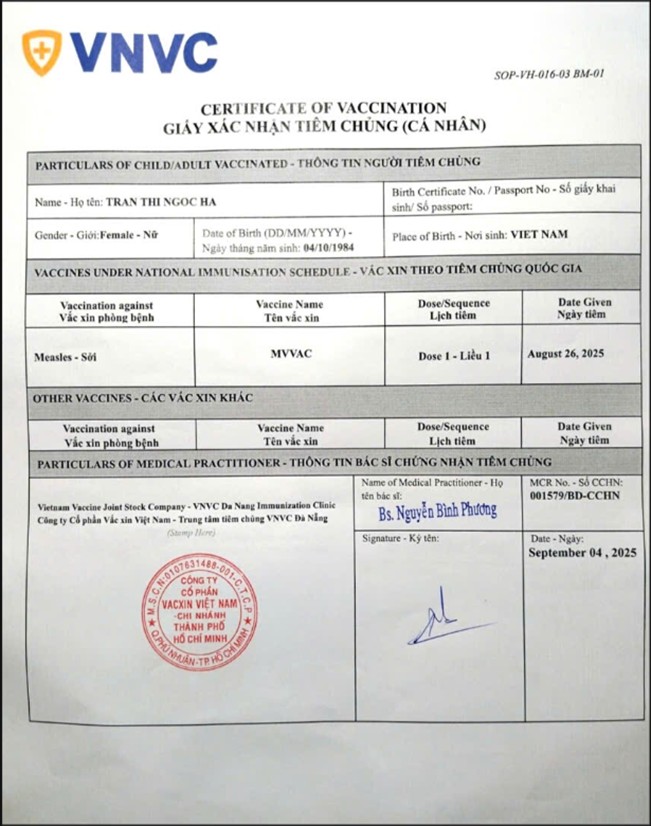 VNVC
SOP-VH-016-03 BM-01
CERTIFICATE OF VACCINATION
GIẤY XÁC NHẬN TIÊM CHỦNG (CÁ NHÂN)
PARTICULARS OF CHILD/ADULT VACCINATED - THÔNG TIN NGƯỜI TIÊM CHỦNG
Name - Họ tên: TRAN THI NGOC HA
Birth Certificate No. / Passport No - Số giấy khai
sinh/ Số passport:
Gender - Giới:Female - Nữ
Date of Birth (DD/MM/YYYY) -
Ngày tháng năm sinh: 04/10/1984
Place of Birth - Nơi sinh: VIET NAM
VACCINES UNDER NATIONAL IMMUNISATION SCHEDULE - VẮC XIN THEO TIÊM CHỦNG QUỐC GIA
Vaccination against
Vắc xin phòng bệnh
Vaccine Name
Tên vắc xin
Dose/Sequence
Lịch tiêm
Date Given
Ngày tiêm
Measles - Sởi
MVVAC
Dose 1 - Liều 1
August 26, 2025
OTHER VACCINES - CÁC VẮC XIN KHÁC
Vaccination against
Vắc xin phòng bệnh
Vaccine Name
Tên vắc xin
Dose/Sequence
Lịch tiêm
Date Given
Ngày tiêm
PARTICULARS OF MEDICAL PRACTITIONER - THÔNG TIN BÁC SĨ CHỨNG NHẬN TIÊM CHỦNG
Vietnam Vaccine Joint Stock Company - VNVC Da Nang Immunization Clinic
Công ty Cổ phần Vắc xin Việt Nam - Trung tâm tiêm chủng VNVC Đà Nẵng
(Stamp Here)
M.S.C.N:0107631488-001-C.T.C.P
CÔNG TY
CỔ PHẦN
VACXIN VIỆT NAM
-CHI NHÁNH
THÀNH PHỐ
HỒ CHÍ MINH
Q.PHÚ NHUẬN-TP.HỒ CHÍ MINH
Name of Medical Practitioner - Họ
tên bác sĩ:
Bs. Nguyễn Bình Phương
MCR No. - Số CCHN:
001579/BD-CCHN
Signature - Ký tên:
Date - Ngày:
September 04 , 2025